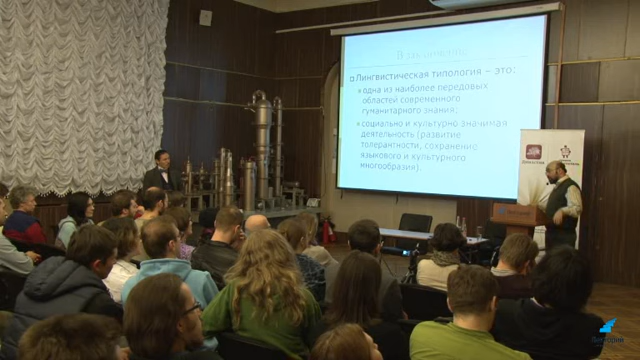 В заключение
Лингвистическая типология – это:
одна из наиболее передовых
областей современного
гуманитарного знания;
социально и культурно значимая
деятельность (развитие
толерантности, сохранение
языкового и культурного
многообразия)